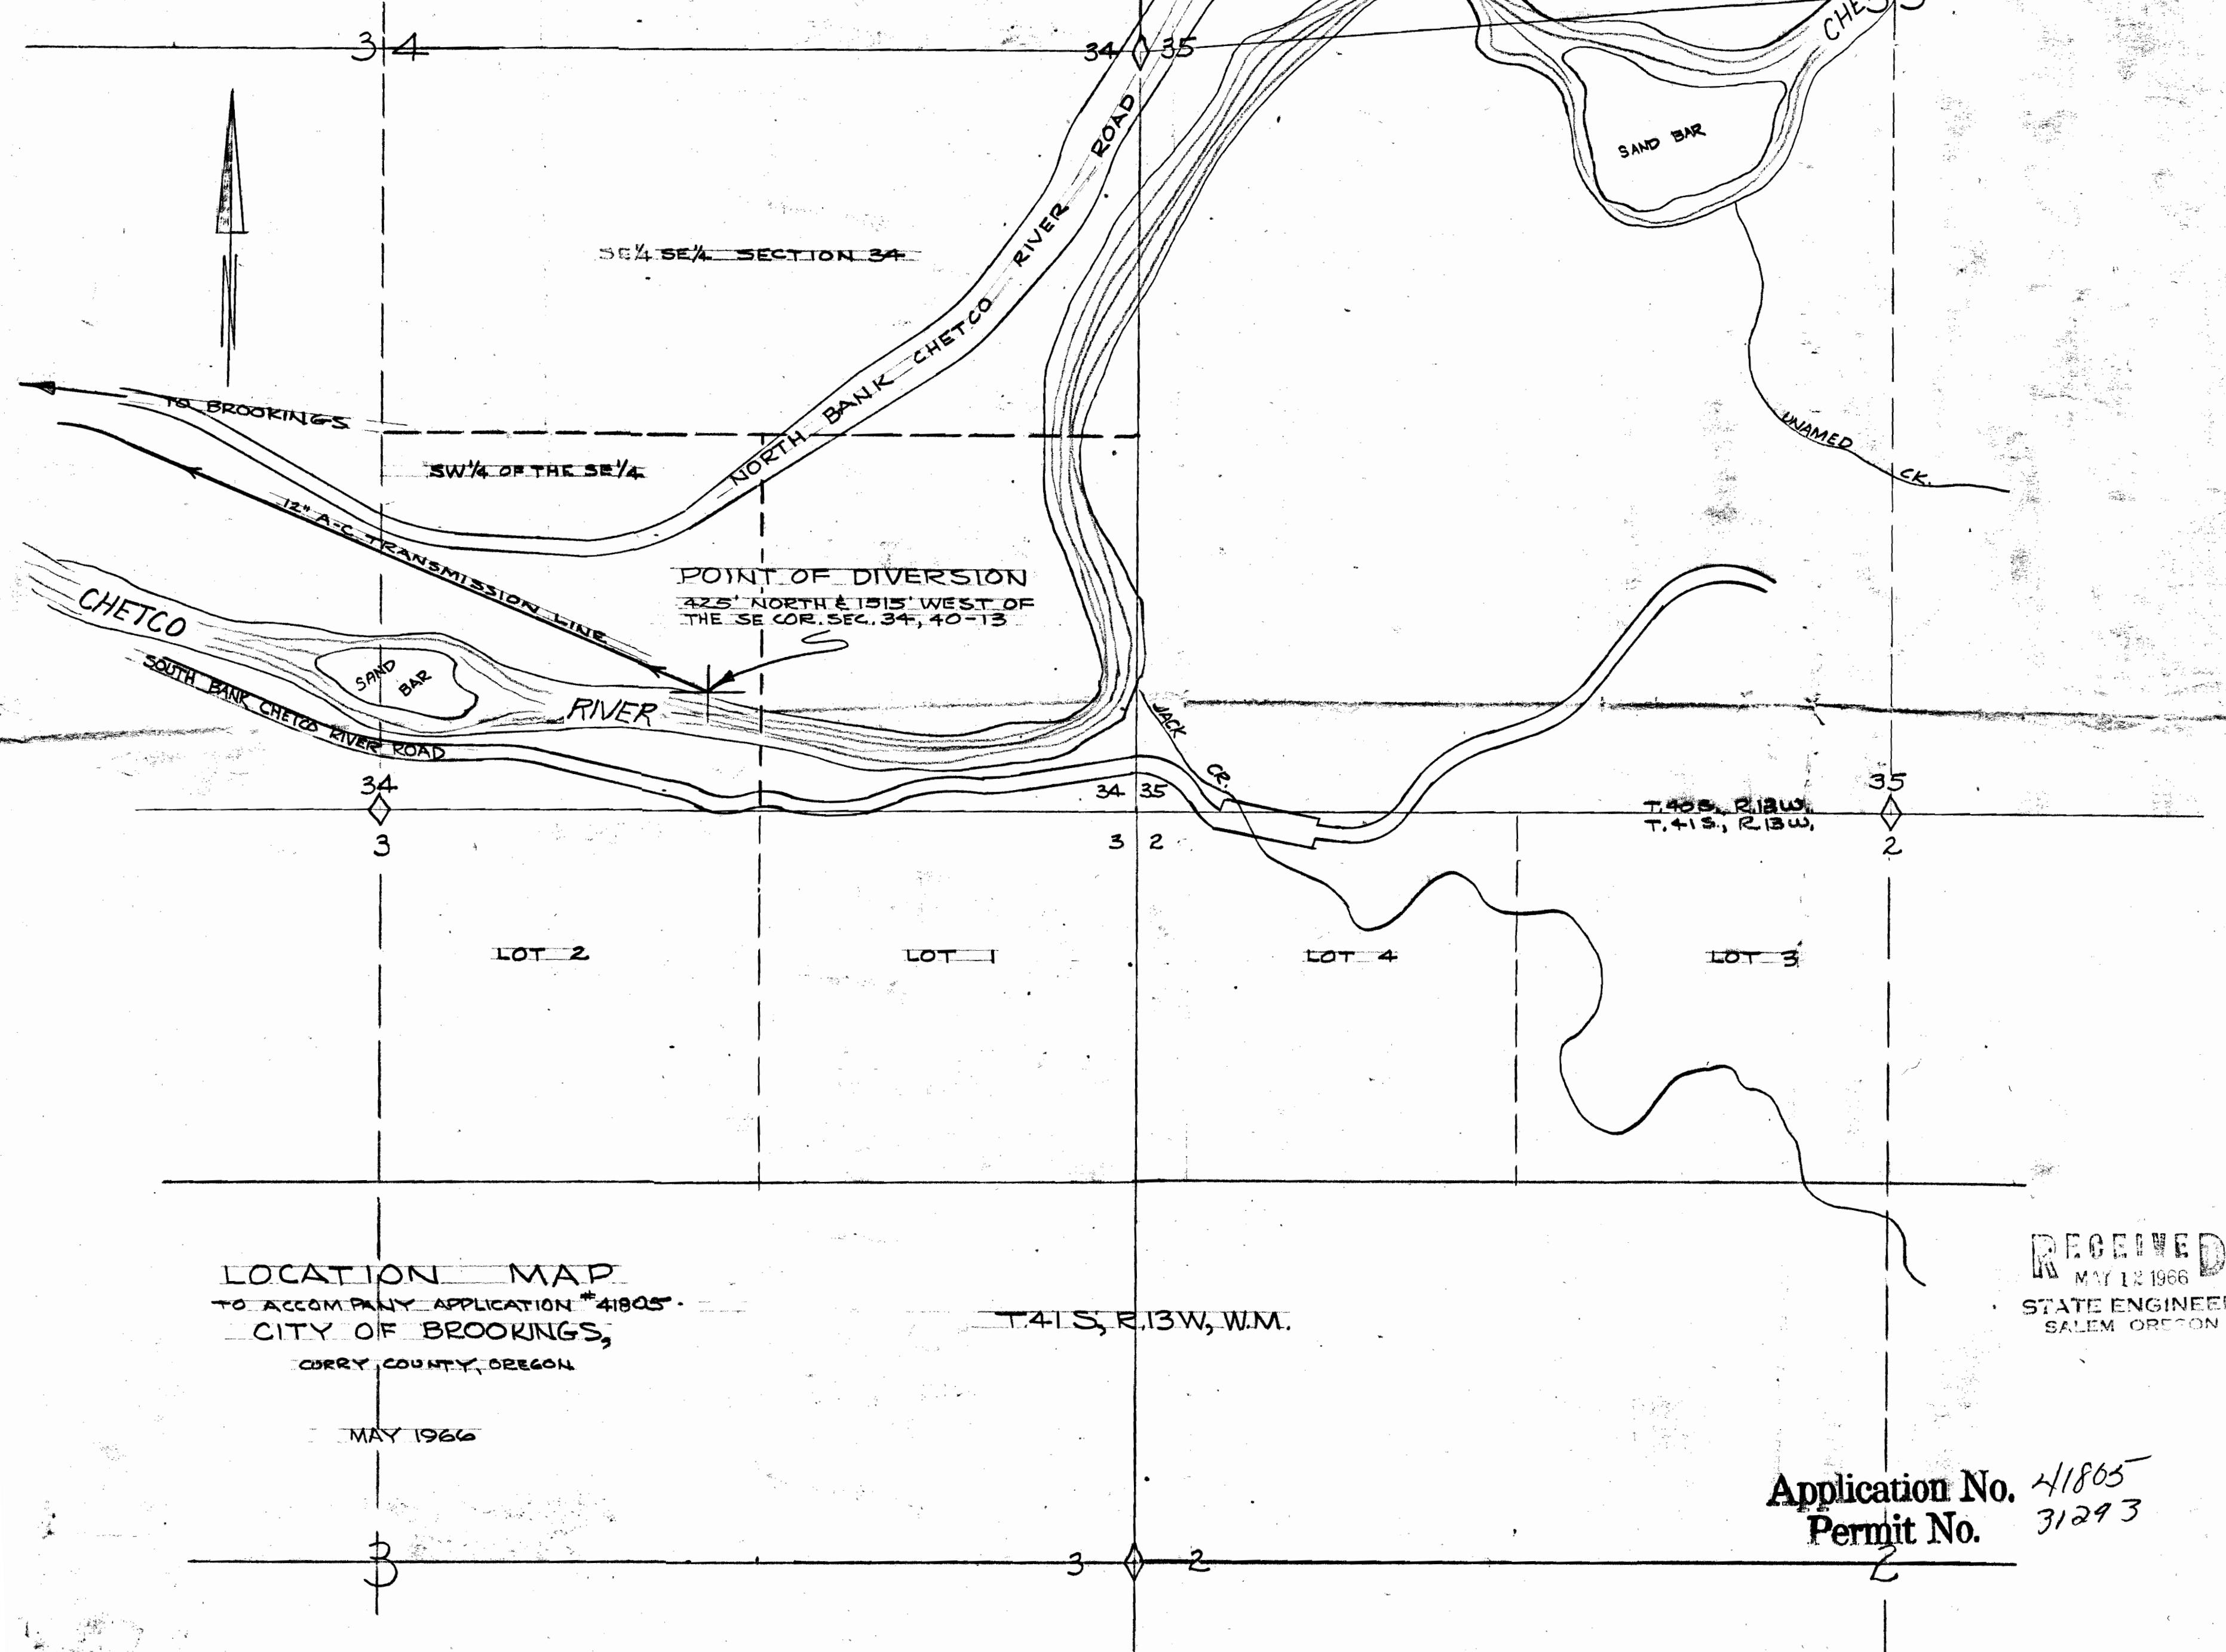 34
34 35
CHE
SAND BAR
SE¼ SE¼ SECTION 34
NORTH BANK CHETCO RIVER ROAD
TO BROOKINGS
SW¼ OF THE SE¼
UNAMED CK.
12" A-C TRANSMISSION LINE
POINT OF DIVERSION
425' NORTH & 1515' WEST OF
THE SE COR. SEC. 34, 40-13
CHETCO RIVER
SAND BAR
SOUTH BANK CHETCO RIVER ROAD
JACK CR.
34
34 35
35
T.40S., R.13W.
T.41S., R.13W.
3
3 2
2
LOT 2
LOT 1
LOT 4
LOT 3
LOCATION MAP
TO ACCOMPANY APPLICATION #41805.
CITY OF BROOKINGS,
CURRY COUNTY, OREGON
MAY 1966
T.41S, R.13W, W.M.
RECEIVED
MAY 12 1966
STATE ENGINEE
SALEM OREGON
Application No. 41805
Permit No. 31293
3
3 2
2